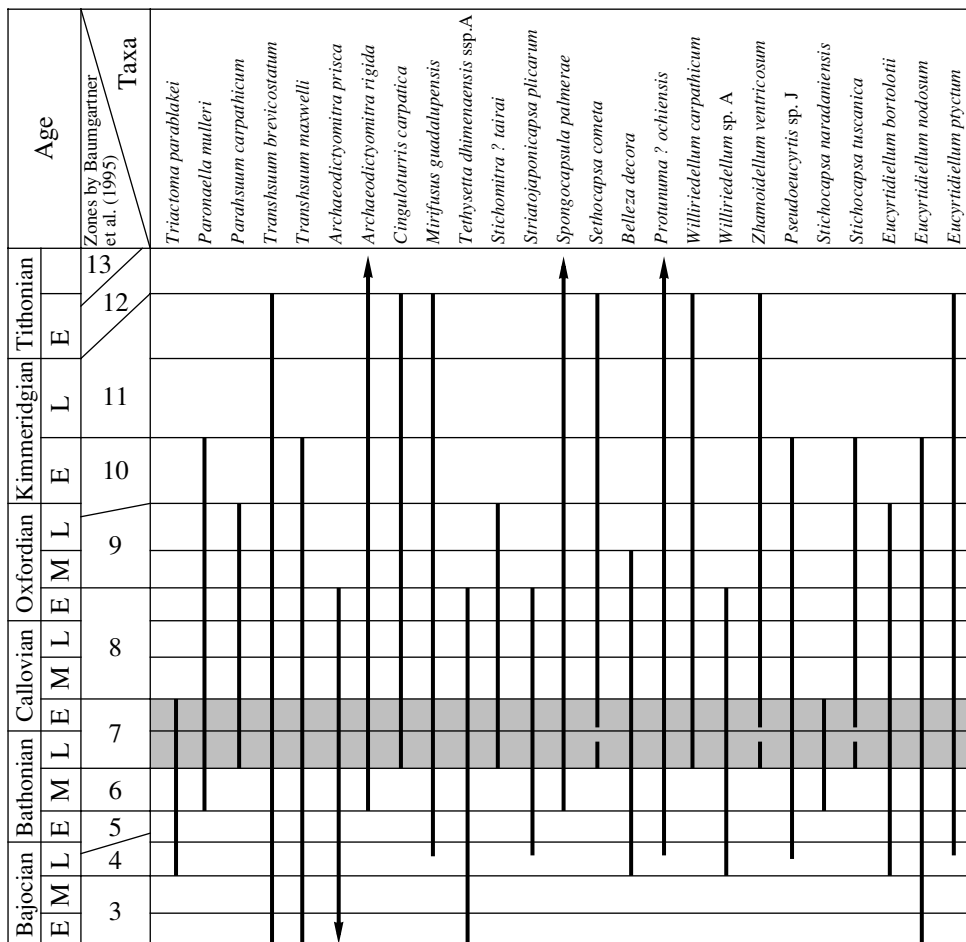 Age
Zones by Baumgartner
et al. (1995)
Taxa
Triactoma parablakei
Paronaella mulleri
Parahsuum carpathicum
Transhsuum brevicostatum
Transhsuum maxwelli
Archaeodictyomitra prisca
Archaeodictyomitra rigida
Cinguloturris carpatica
Mirifusus guadalupensis
Tethysetta dhimenaensis ssp.A
Stichomitra ? tairai
Striatojaponicapsa plicarum
Spongocapsula palmerae
Sethocapsa cometa
Belleza decora
Protunuma ? ochiensis
Williriedellum carpathicum
Williriedellum sp. A
Zhamoidellum ventricosum
Pseudoeucyrtis sp. J
Stichocapsa naradaniensis
Stichocapsa tuscanica
Eucyrtidiellum bortolotii
Eucyrtidiellum nodosum
Eucyrtidiellum ptyctum
Tithonian
E
13
12
Kimmeridgian
L
11
E
10
Oxfordian
L
M
9
E
Callovian
L
M
8
E
Bathonian
L
7
M
6
E
5
Bajocian
L
4
M
E
3